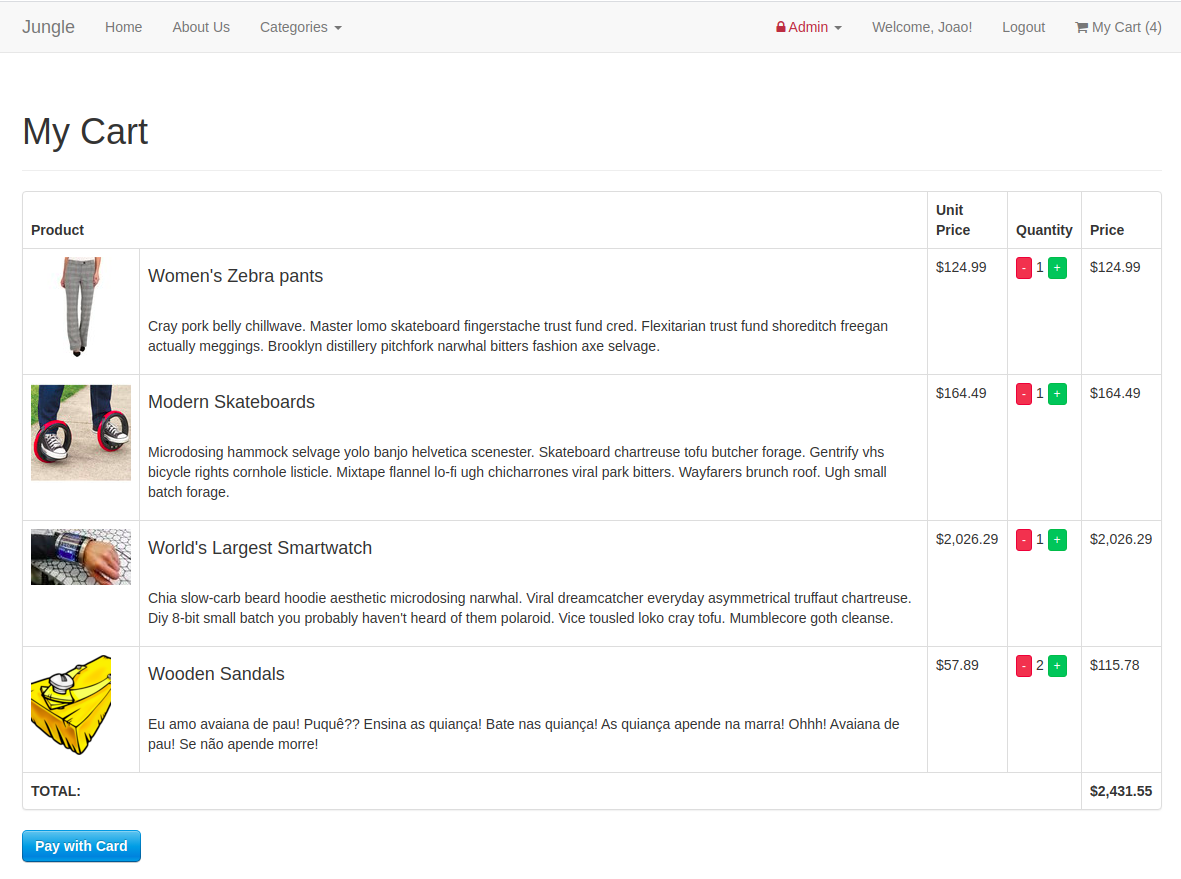 Jungle Home About Us Categories Admin Welcome, Joao! Logout My Cart (4)
My Cart
Product Unit Price Quantity Price
Women's Zebra pants $124.99 - 1 + $124.99
Cray pork belly chillwave. Master lomo skateboard fingerstache trust fund cred. Flexitarian trust fund shoreditch freegan
actually meggings. Brooklyn distillery pitchfork narwhal bitters fashion axe selvage.
Modern Skateboards $164.49 - 1 + $164.49
Microdosing hammock selvage yolo banjo helvetica scenester. Skateboard chartreuse tofu butcher forage. Gentrify vhs
bicycle rights cornhole listicle. Mixtape flannel lo-fi ugh chicharrones viral park bitters. Wayfarers brunch roof. Ugh small
batch forage.
World's Largest Smartwatch $2,026.29 - 1 + $2,026.29
Chia slow-carb beard hoodie aesthetic microdosing narwhal. Viral dreamcatcher everyday asymmetrical truffaut chartreuse.
Diy 8-bit small batch you probably haven't heard of them polaroid. Vice tousled loko cray tofu. Mumblecore goth cleanse.
Wooden Sandals $57.89 - 2 + $115.78
Eu amo avaiana de pau! Puquê?? Ensina as quiança! Bate nas quiança! As quiança apende na marra! Ohhh! Avaiana de
pau! Se não apende morre!
TOTAL: $2,431.55
Pay with Card